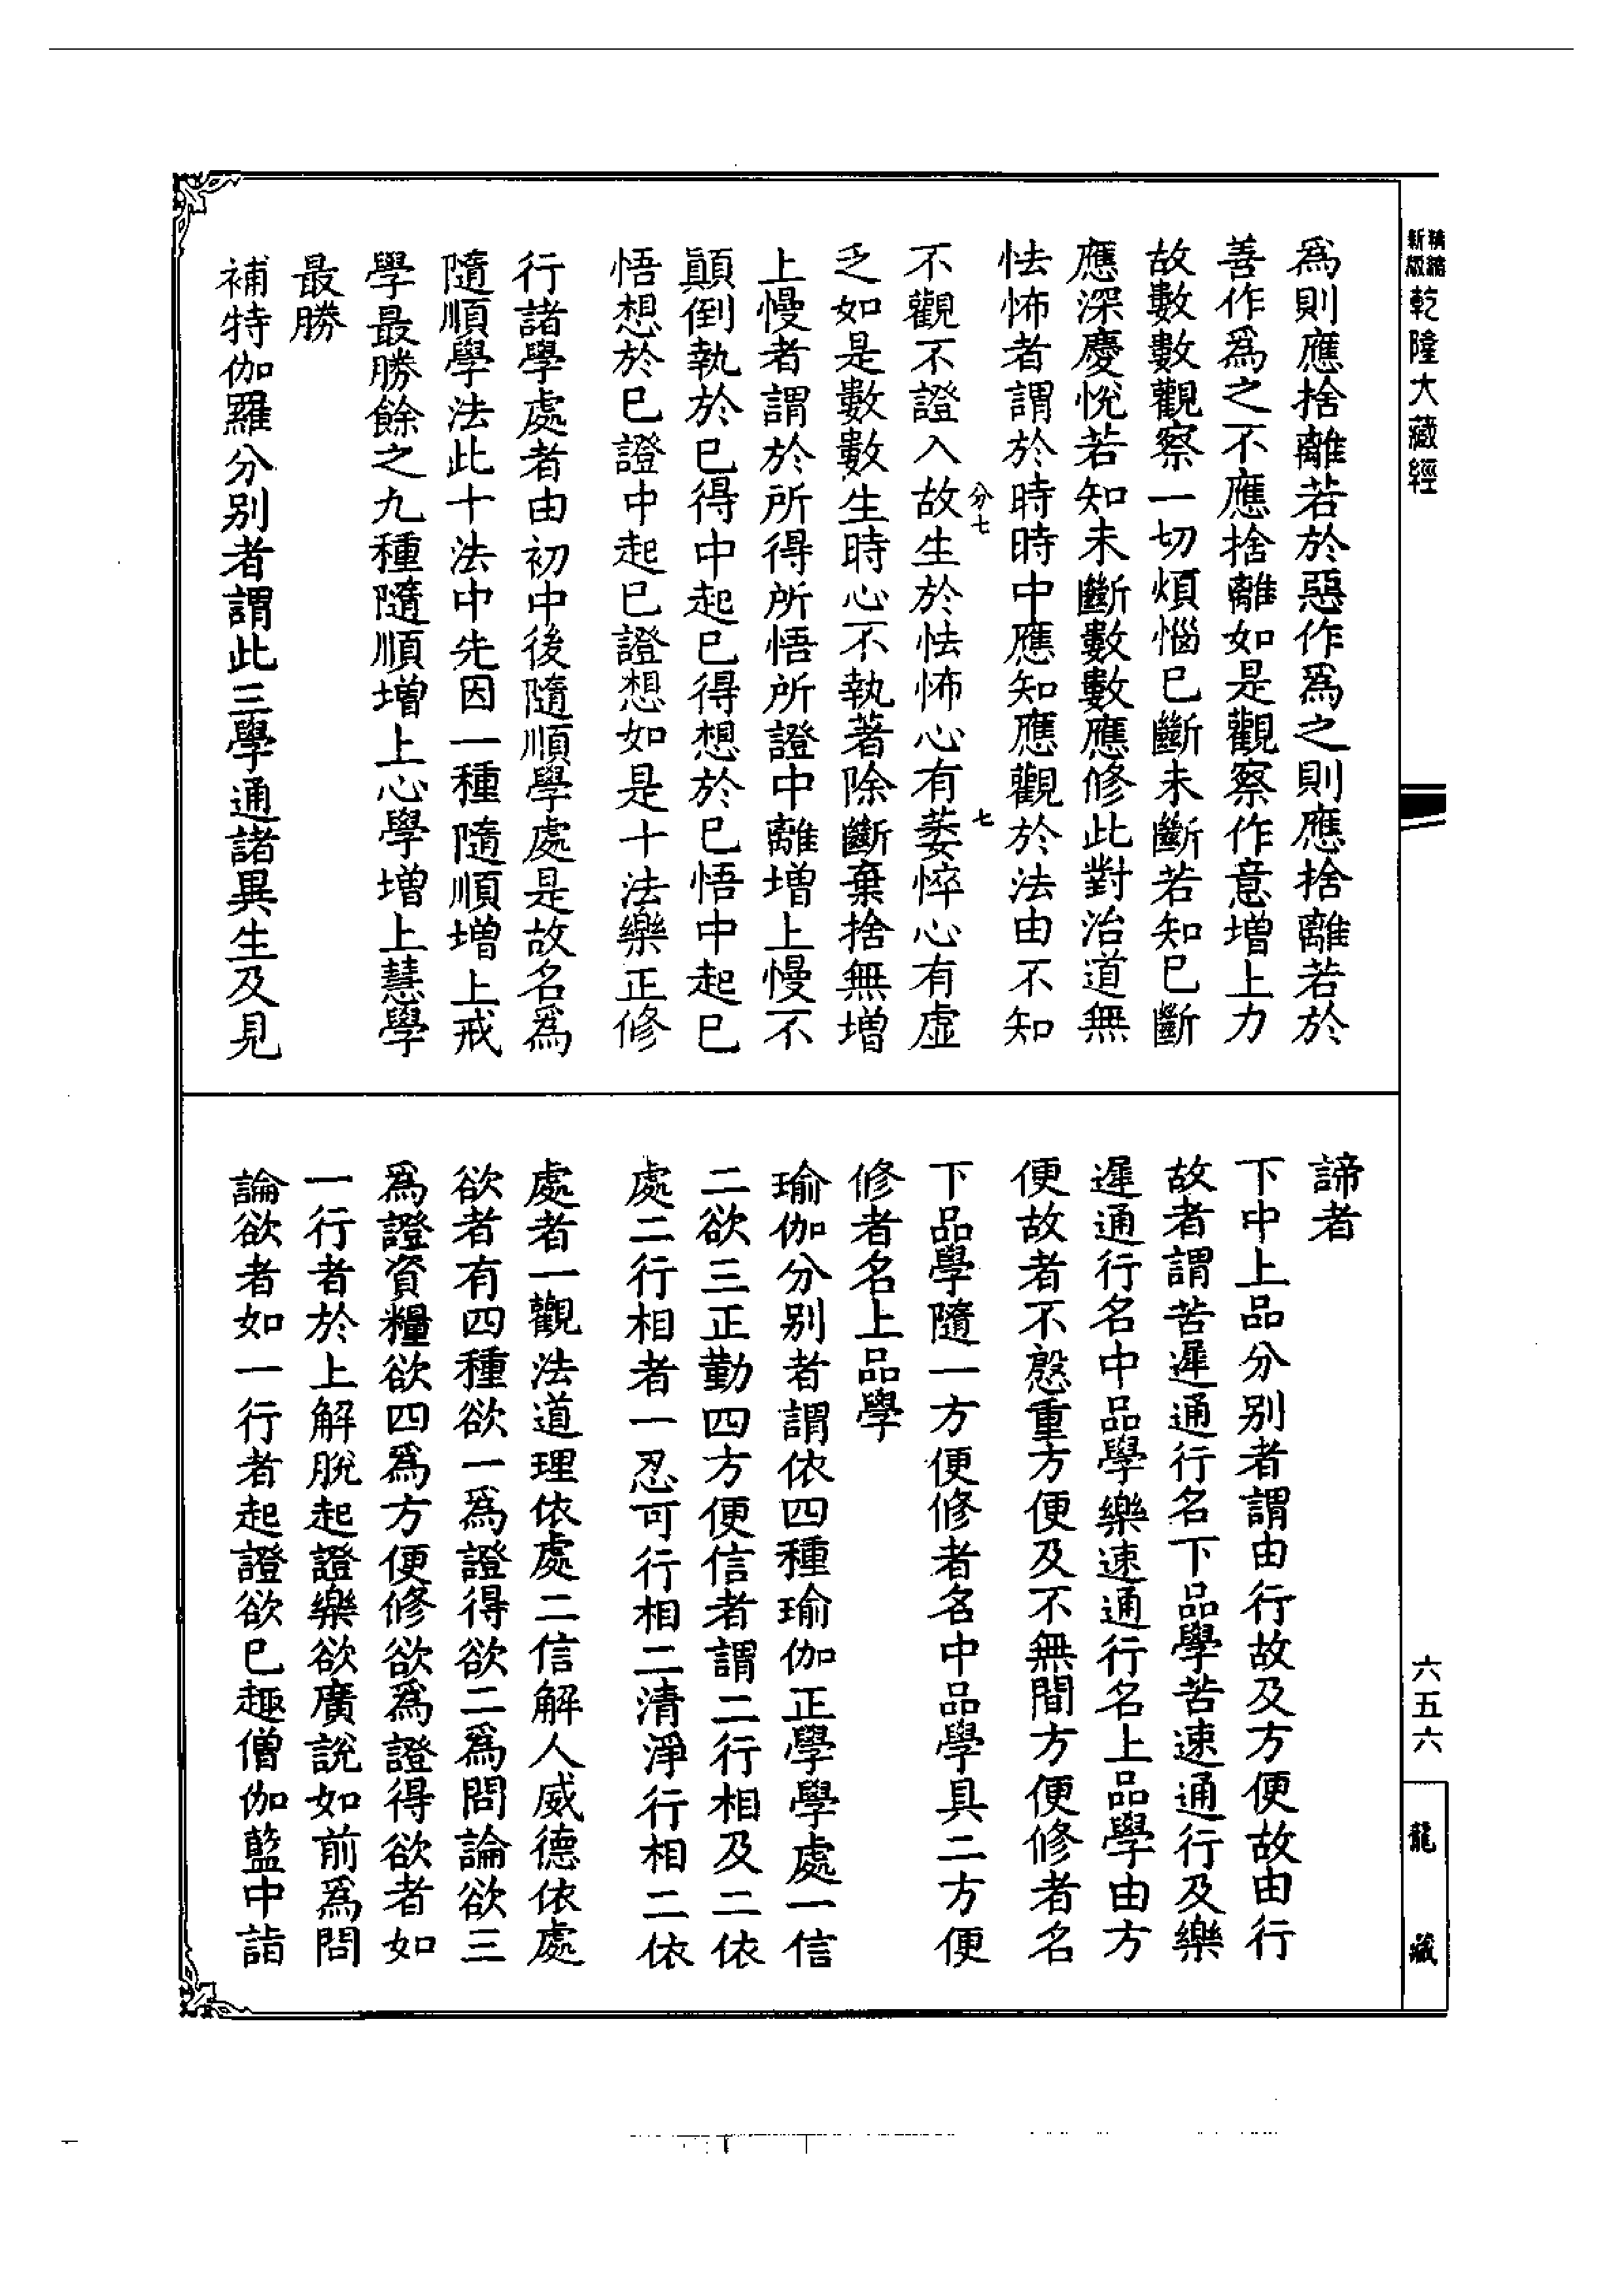 精縮
新版
乾隆大藏經
爲則應捨離若於惡作爲之則應捨離若於
善作爲之不應捨離如是觀察作意增上力
故數數觀察一切煩惱已斷未斷若知已斷
應深慶悅若知未斷數數應修此對治道無
怯怖者謂於時時中應知應觀於法由不知
分七
七
不觀不證入故生於怯怖心有萎悴心有虛
乏如是數數生時心不執著除斷棄捨無增
上慢者謂於所得所悟所證中離增上慢不
顛倒執於已得中起已得想於已悟中起已
悟想於已證中起已證想如是十法樂正修
行諸學處者由初中後隨順學處是故名爲
隨順學法此十法中先因一種隨順增上戒
學最勝餘之九種隨順增上心學增上慧學
最勝
補特伽羅分別者謂此三學通諸異生及見
諦者
下中上品分別者謂由行故及方便故由行
故者謂苦遲通行名下品學苦速通行及樂
遲通行名中品學樂速通行名上品學由方
便故者不慇重方便及不無間方便修者名
下品學隨一方便修者名中品學具二方便
修者名上品學
瑜伽分別者謂依四種瑜伽正學學處一信
二欲三正勤四方便信者謂二行相及二依
處二行相者一忍可行相二清淨行相二依
處者一觀法道理依處二信解人威德依處
欲者有四種欲一爲證得欲二爲問論欲三
爲證資糧欲四爲方便修欲爲證得欲者如
一行者於上解脫起證樂欲廣說如前爲問
論欲者如一行者起證欲已趣僧伽藍中詣
六五六
龍藏